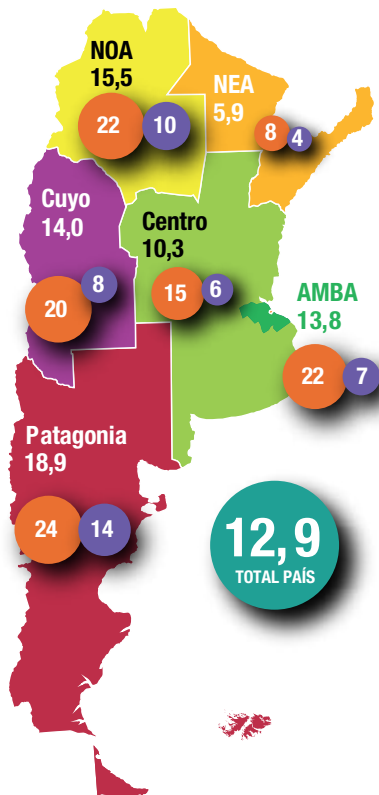 NOA
15,5
22
10
NEA
5,9
8
4
Cuyo
14,0
20
8
Centro
10,3
15
6
AMBA
13,8
22
7
Patagonia
18,9
24
14
12,9
TOTAL PAÍS